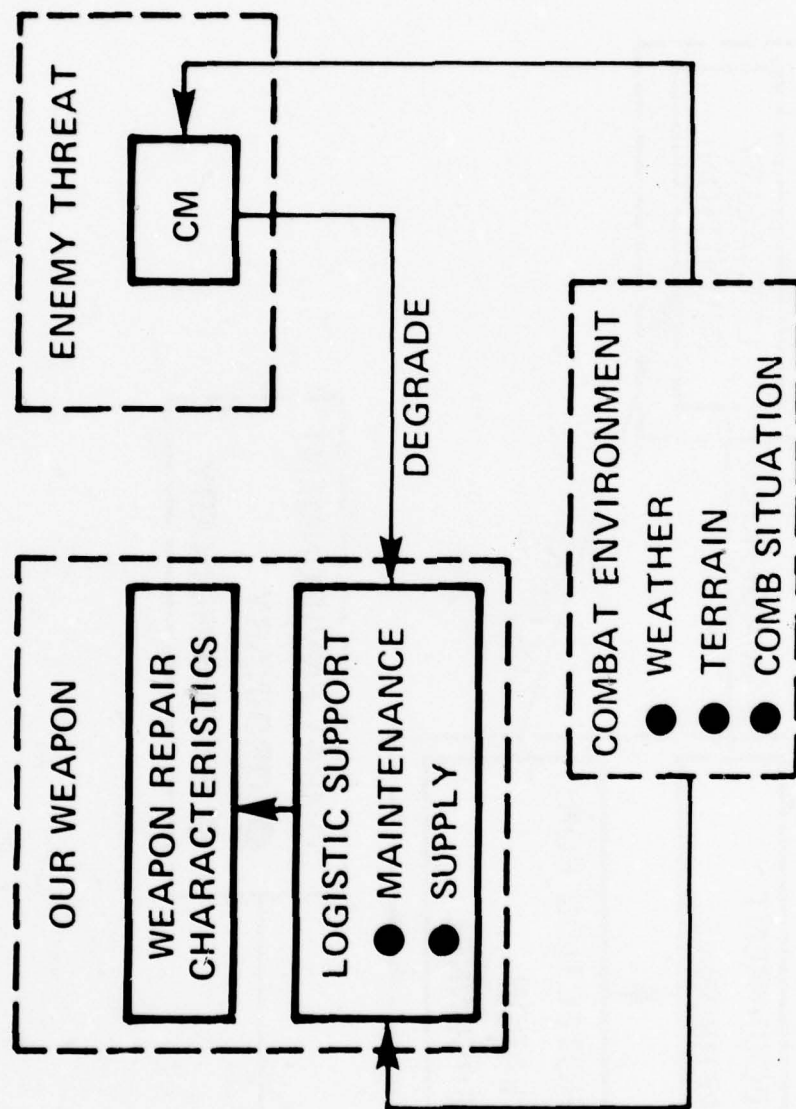 OUR WEAPON
WEAPON REPAIR
CHARACTERISTICS
LOGISTIC SUPPORT
● MAINTENANCE
● SUPPLY
ENEMY THREAT
CM
DEGRADE
COMBAT ENVIRONMENT
● WEATHER
● TERRAIN
● COMB SITUATION